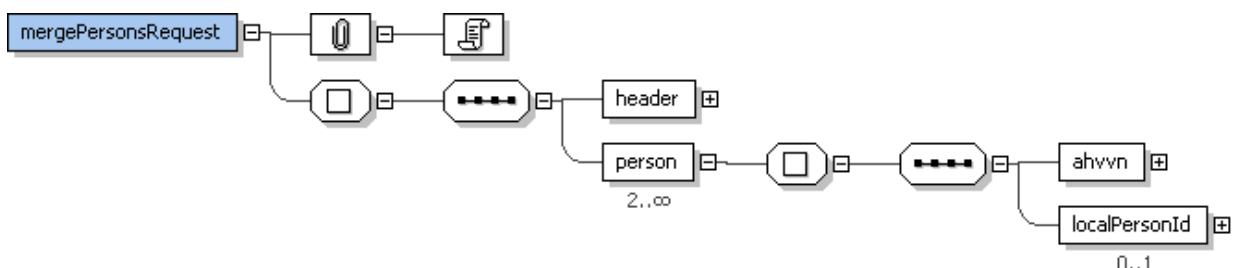 mergePersonsRequest
header
person
2..∞
ahvvn
localPersonId
0..1